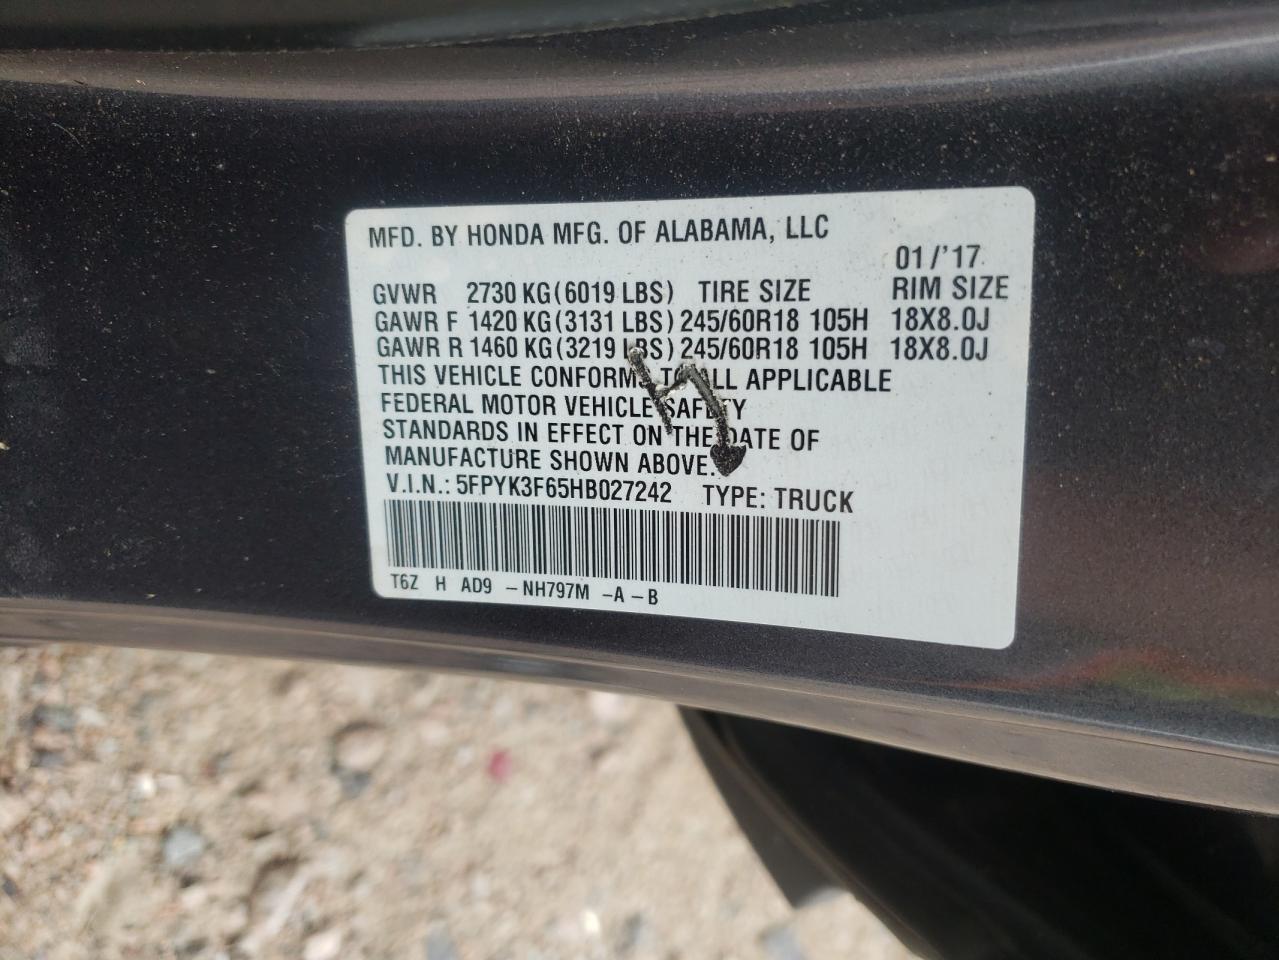 MFD. BY HONDA MFG. OF ALABAMA, LLC
01/'17
GVWR 2730 KG(6019 LBS) TIRE SIZE RIM SIZE
GAWR F 1420 KG(3131 LBS) 245/60R18 105H 18X8.0J
GAWR R 1460 KG(3219 LBS) 245/60R18 105H 18X8.0J
THIS VEHICLE CONFORMS TO ALL APPLICABLE
FEDERAL MOTOR VEHICLE SAFETY
STANDARDS IN EFFECT ON THE DATE OF
MANUFACTURE SHOWN ABOVE.
V.I.N.: 5FPYK3F65HB027242 TYPE: TRUCK
T6Z H AD9 -NH797M -A-B